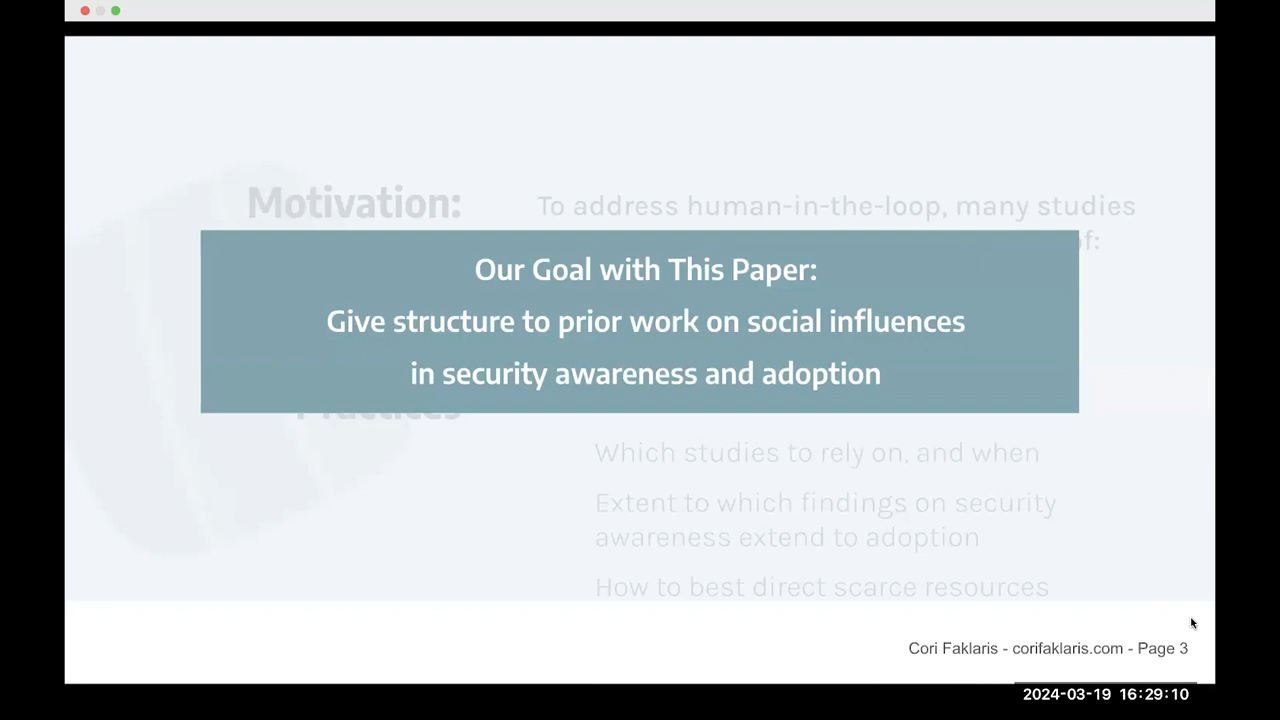 Motivation:
To address human-in-the-loop, many studies
of:
Our Goal with This Paper:
Give structure to prior work on social influences
in security awareness and adoption
Practices
Which studies to rely on, and when
Extent to which findings on security
awareness extend to adoption
How to best direct scarce resources
Cori Faklaris - corifaklaris.com - Page 3
2024-03-19 16:29:10